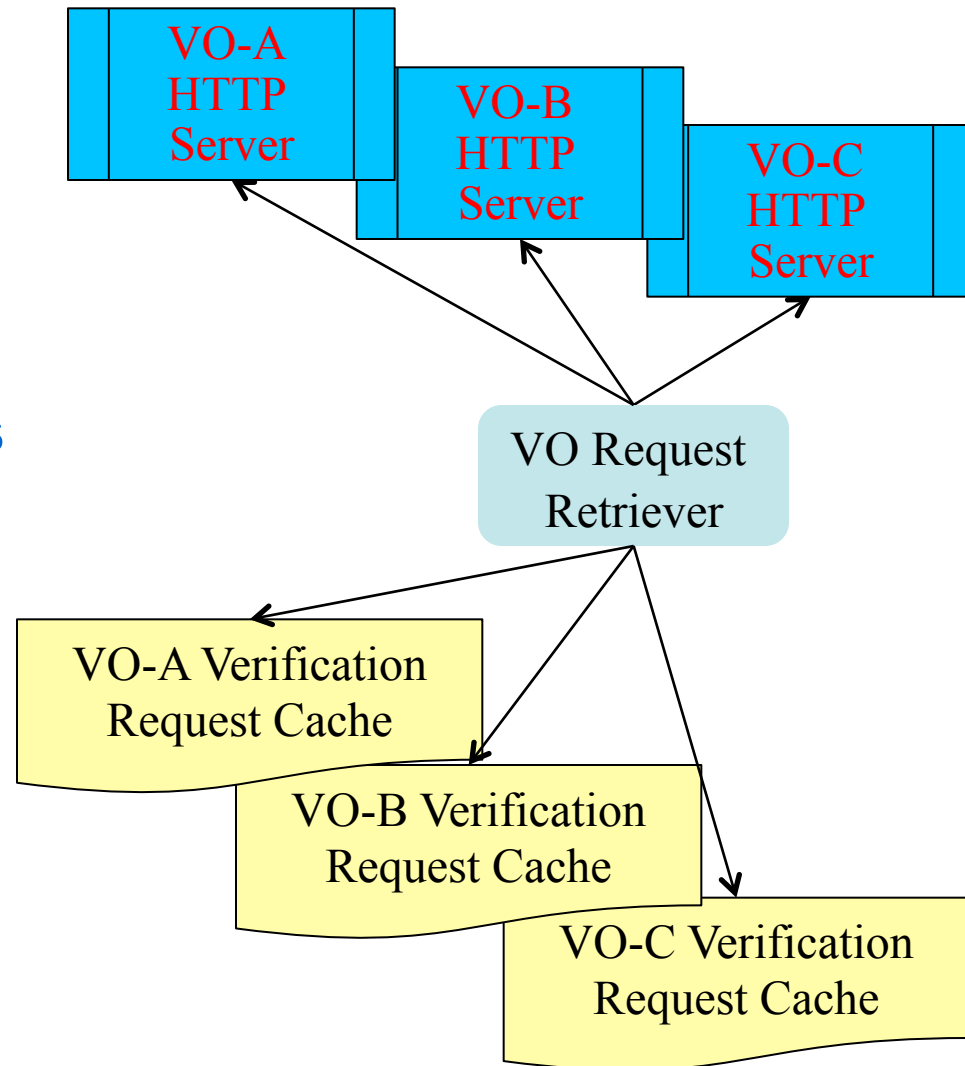 VO-A
HTTP
Server
VO-B
HTTP
Server
VO-C
HTTP
Server
VO Request
Retriever
VO-A Verification
Request Cache
VO-B Verification
Request Cache
VO-C Verification
Request Cache